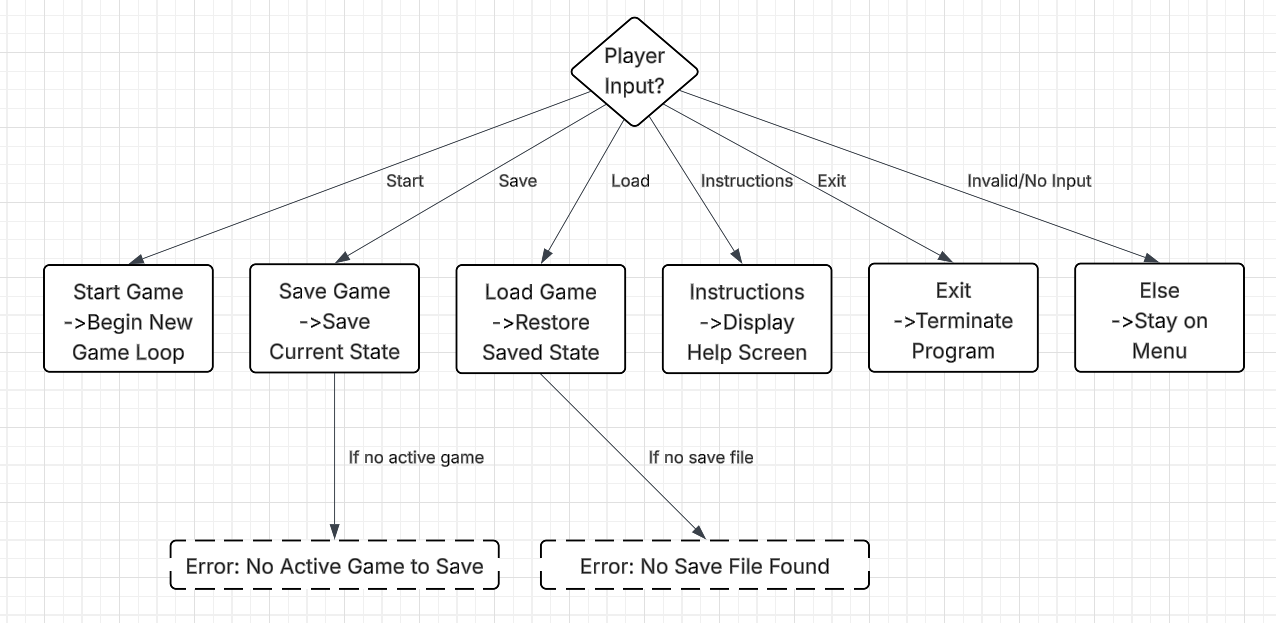 Player
Input?
Start
Save
Load
Instructions
Exit
Invalid/No Input
Start Game
->Begin New
Game Loop
Save Game
->Save
Current State
Load Game
->Restore
Saved State
Instructions
->Display
Help Screen
Exit
->Terminate
Program
Else
->Stay on
Menu
If no active game
If no save file
Error: No Active Game to Save
Error: No Save File Found